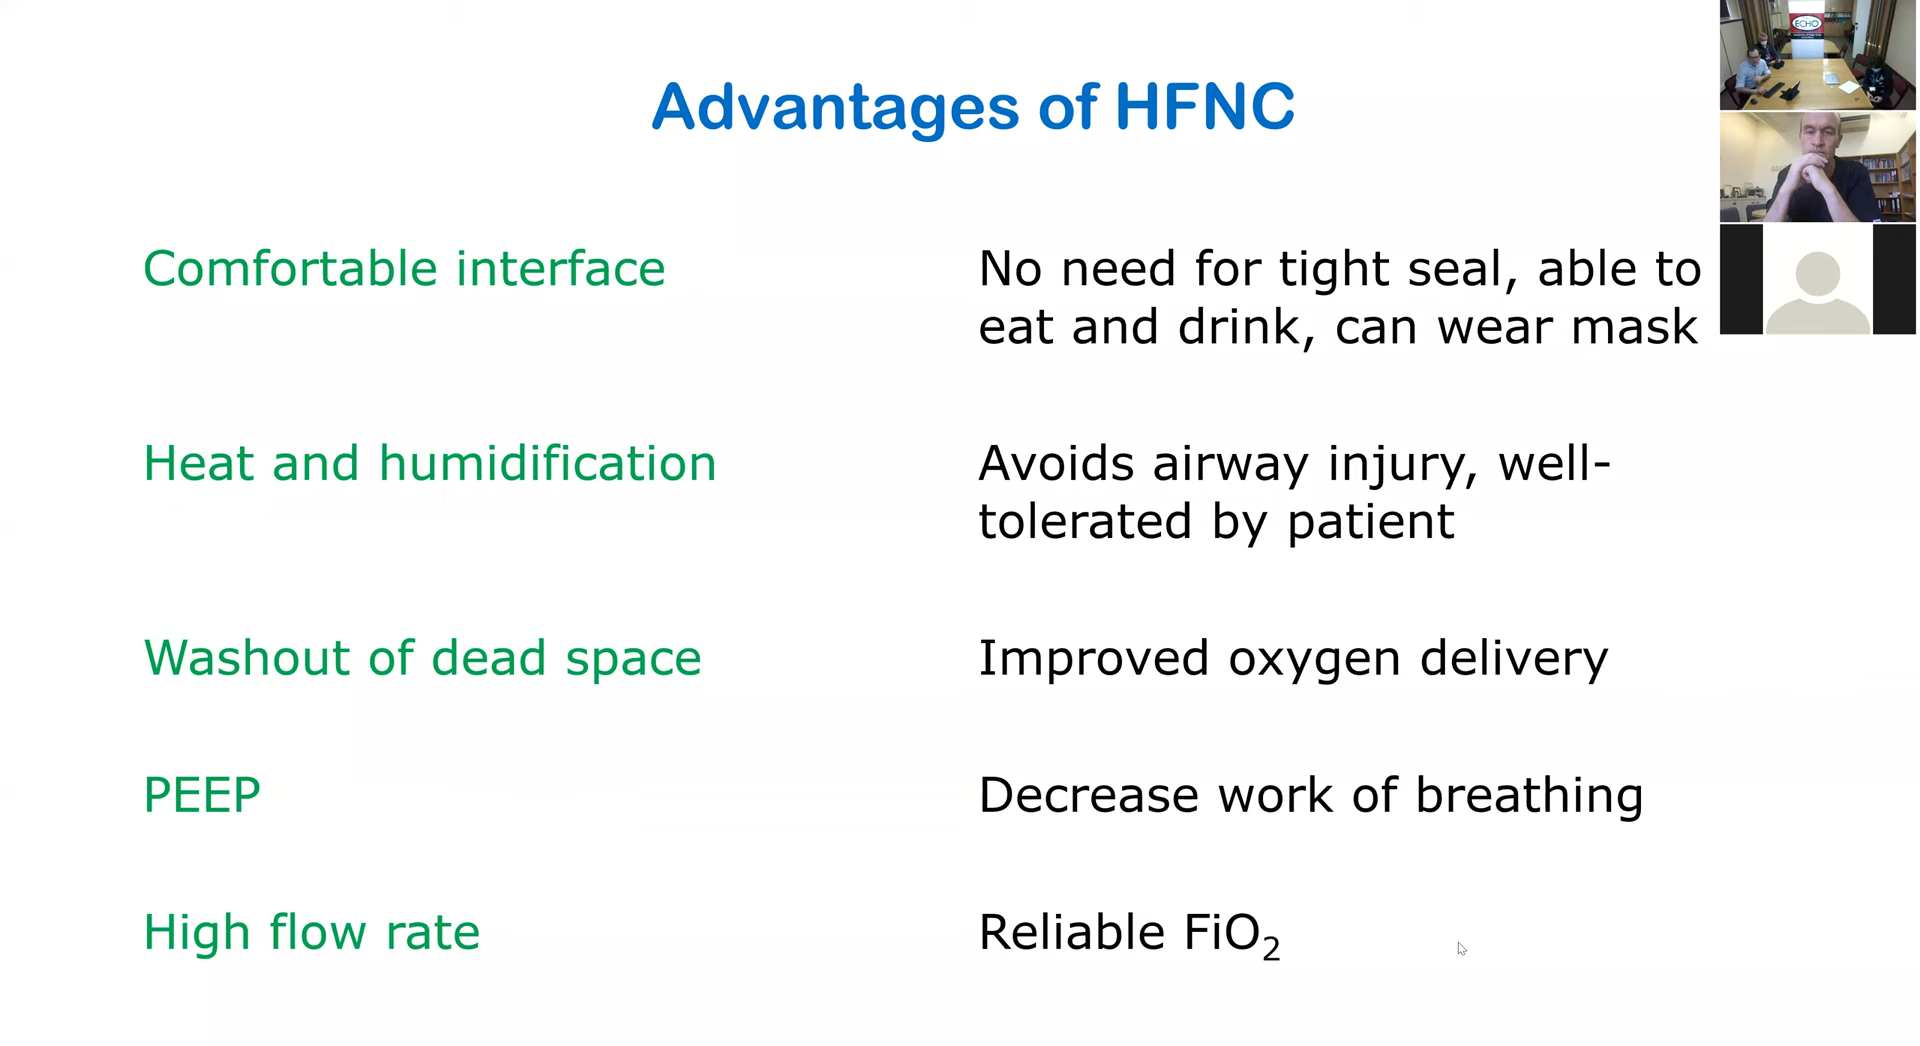 Advantages of HFNC
ECHO
Comfortable interface
No need for tight seal, able to
eat and drink, can wear mask
Heat and humidification
Avoids airway injury, well-
tolerated by patient
Washout of dead space
Improved oxygen delivery
PEEP
Decrease work of breathing
High flow rate
Reliable FiO₂